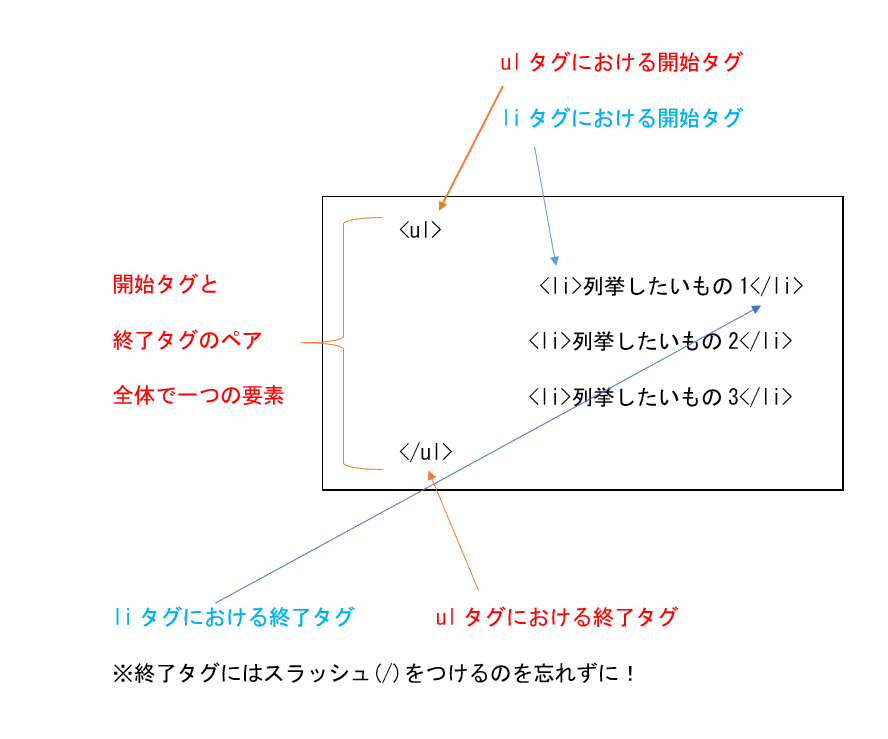 ul タグにおける開始タグ
li タグにおける開始タグ
<ul>
<li>列挙したいもの 1</li>
開始タグと
<li>列挙したいもの 2</li>
終了タグのペア
<li>列挙したいもの 3</li>
全体で一つの要素
</ul>
li タグにおける終了タグ
ul タグにおける終了タグ
※終了タグにはスラッシュ(/)をつけるのを忘れずに！